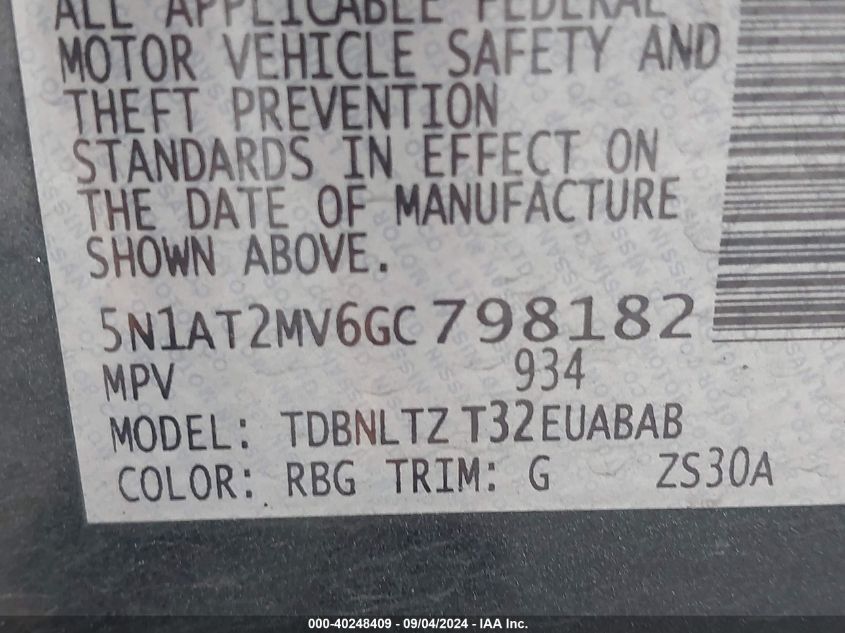 ALL APPLICABLE FEDERAL
MOTOR VEHICLE SAFETY AND
THEFT PREVENTION
STANDARDS IN EFFECT ON
THE DATE OF MANUFACTURE
SHOWN ABOVE.
5N1AT2MV6GC798182
MPV 934
MODEL: TDBNLTZ T32EUABAB
COLOR: RBG TRIM: G ZS30A
000-40248409 - 09/04/2024 - IAA Inc.